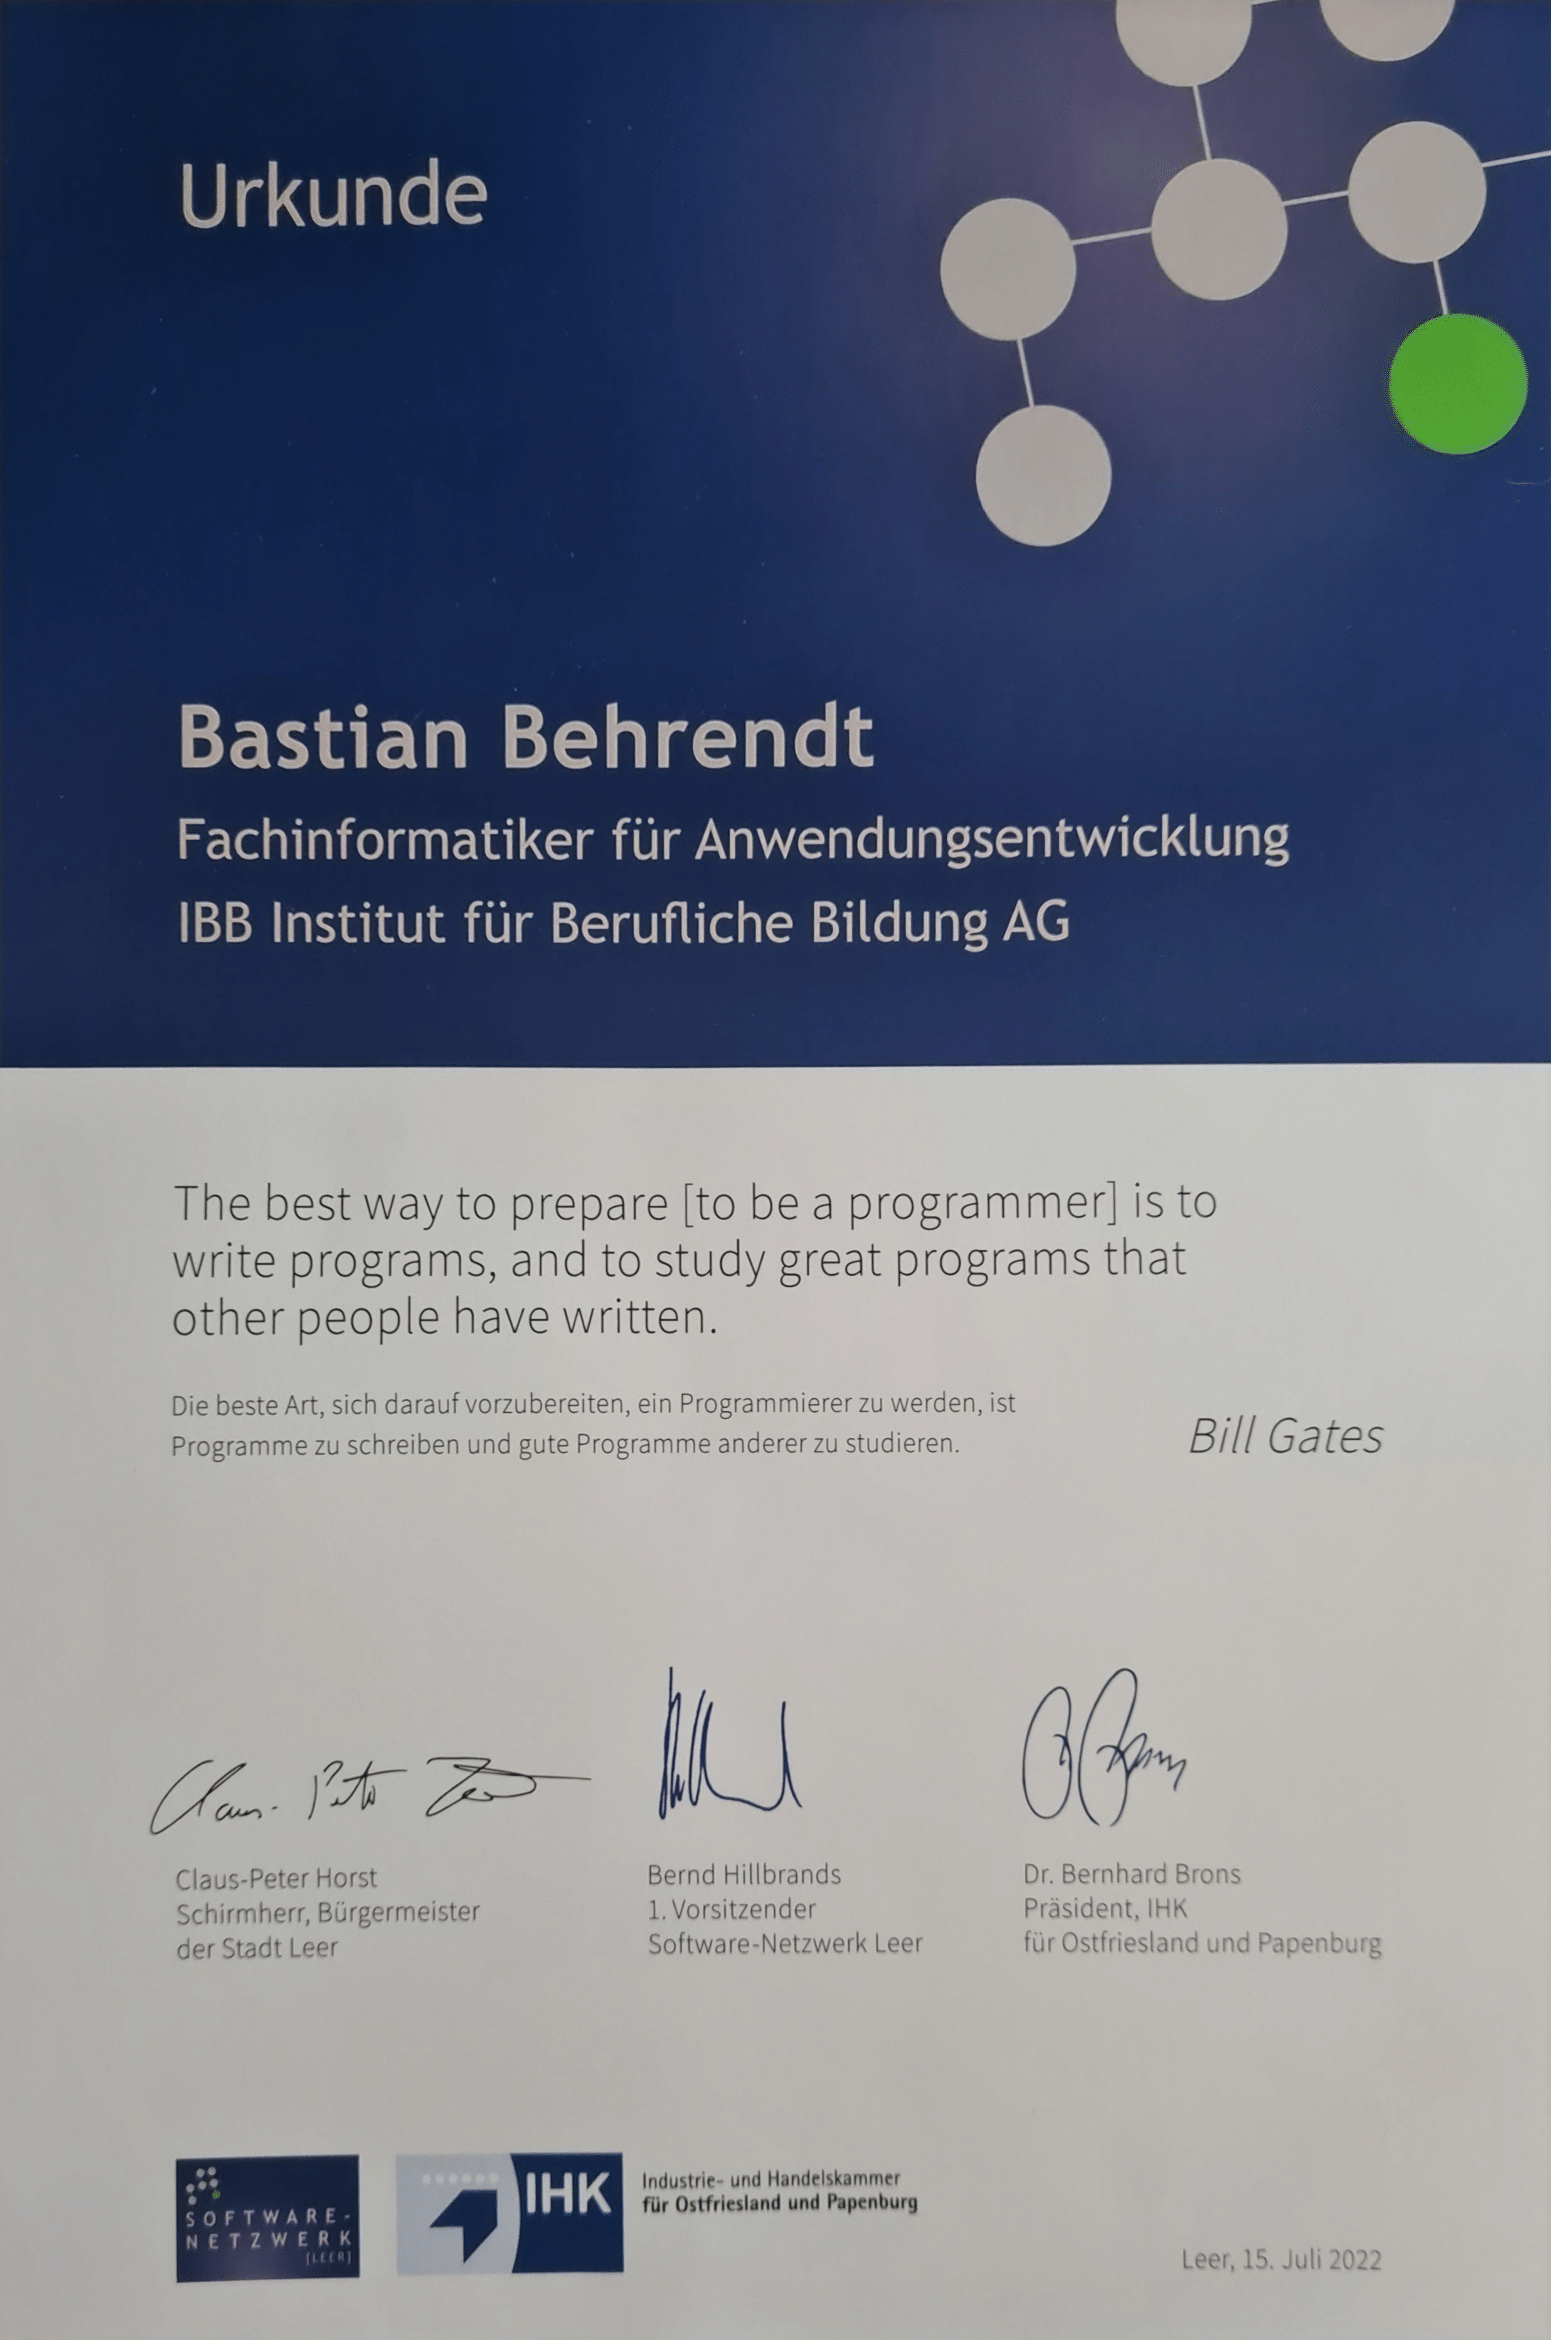 Urkunde
Bastian Behrendt
Fachinformatiker für Anwendungsentwicklung
IBB Institut für Berufliche Bildung AG
The best way to prepare [to be a programmer] is to
write programs, and to study great programs that
other people have written.
Die beste Art, sich darauf vorzubereiten, ein Programmierer zu werden, ist
Programme zu schreiben und gute Programme anderer zu studieren.
Bill Gates
Claus-Peter Horst
Schirmherr, Bürgermeister
der Stadt Leer
Bernd Hillbrands
1. Vorsitzender
Software-Netzwerk Leer
Dr. Bernhard Brons
Präsident, IHK
für Ostfriesland und Papenburg
SOFTWARE-
NETZWERK
[LEER]
IHK
Industrie- und Handelskammer
für Ostfriesland und Papenburg
Leer, 15. Juli 2022